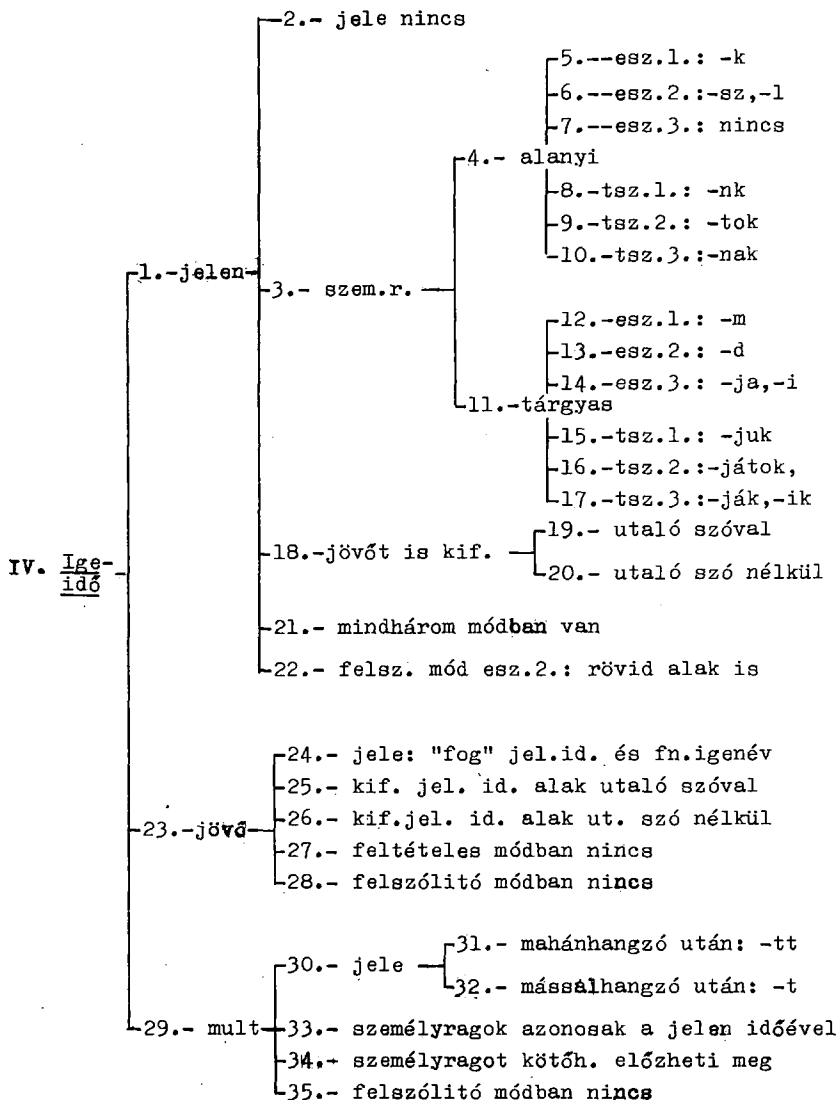 2.- jele nincs
5.--esz.1.: -k
6.--esz.2.:-sz,-l
7.--esz.3.: nincs
4.- alanyi
8.-tsz.1.: -nk
9.-tsz.2.: -tok
10.-tsz.3.:-nak
1.-jelen
3.- szem.r.
12.-esz.1.: -m
13.-esz.2.: -d
14.-esz.3.: -ja,-i
11.-tárgyas
15.-tsz.1.: -juk
16.-tsz.2.:-játok,
17.-tsz.3.:-ják,-ik
19.- utaló szóval
18.-jövőt is kif.
20.- utaló szó nélkül
IV. Ige-
idő
21.- mindhárom módban van
22.- felsz. mód esz.2.: rövid alak is
24.- jele: "fog" jel.id. és fn.igenév
25.- kif. jel. id. alak utaló szóval
26.- kif.jel. id. alak ut. szó nélkül
23.-jövő
27.- feltételes módban nincs
28.- felszólitó módban nincs
31.- mahánhangzó után: -tt
30.- jele
32.- mássalhangzó után: -t
29.- mult
33.- személyragok azonosak a jelen időével
34.- személyragot kötőh. előzheti meg
35.- felszólitó módban nincs